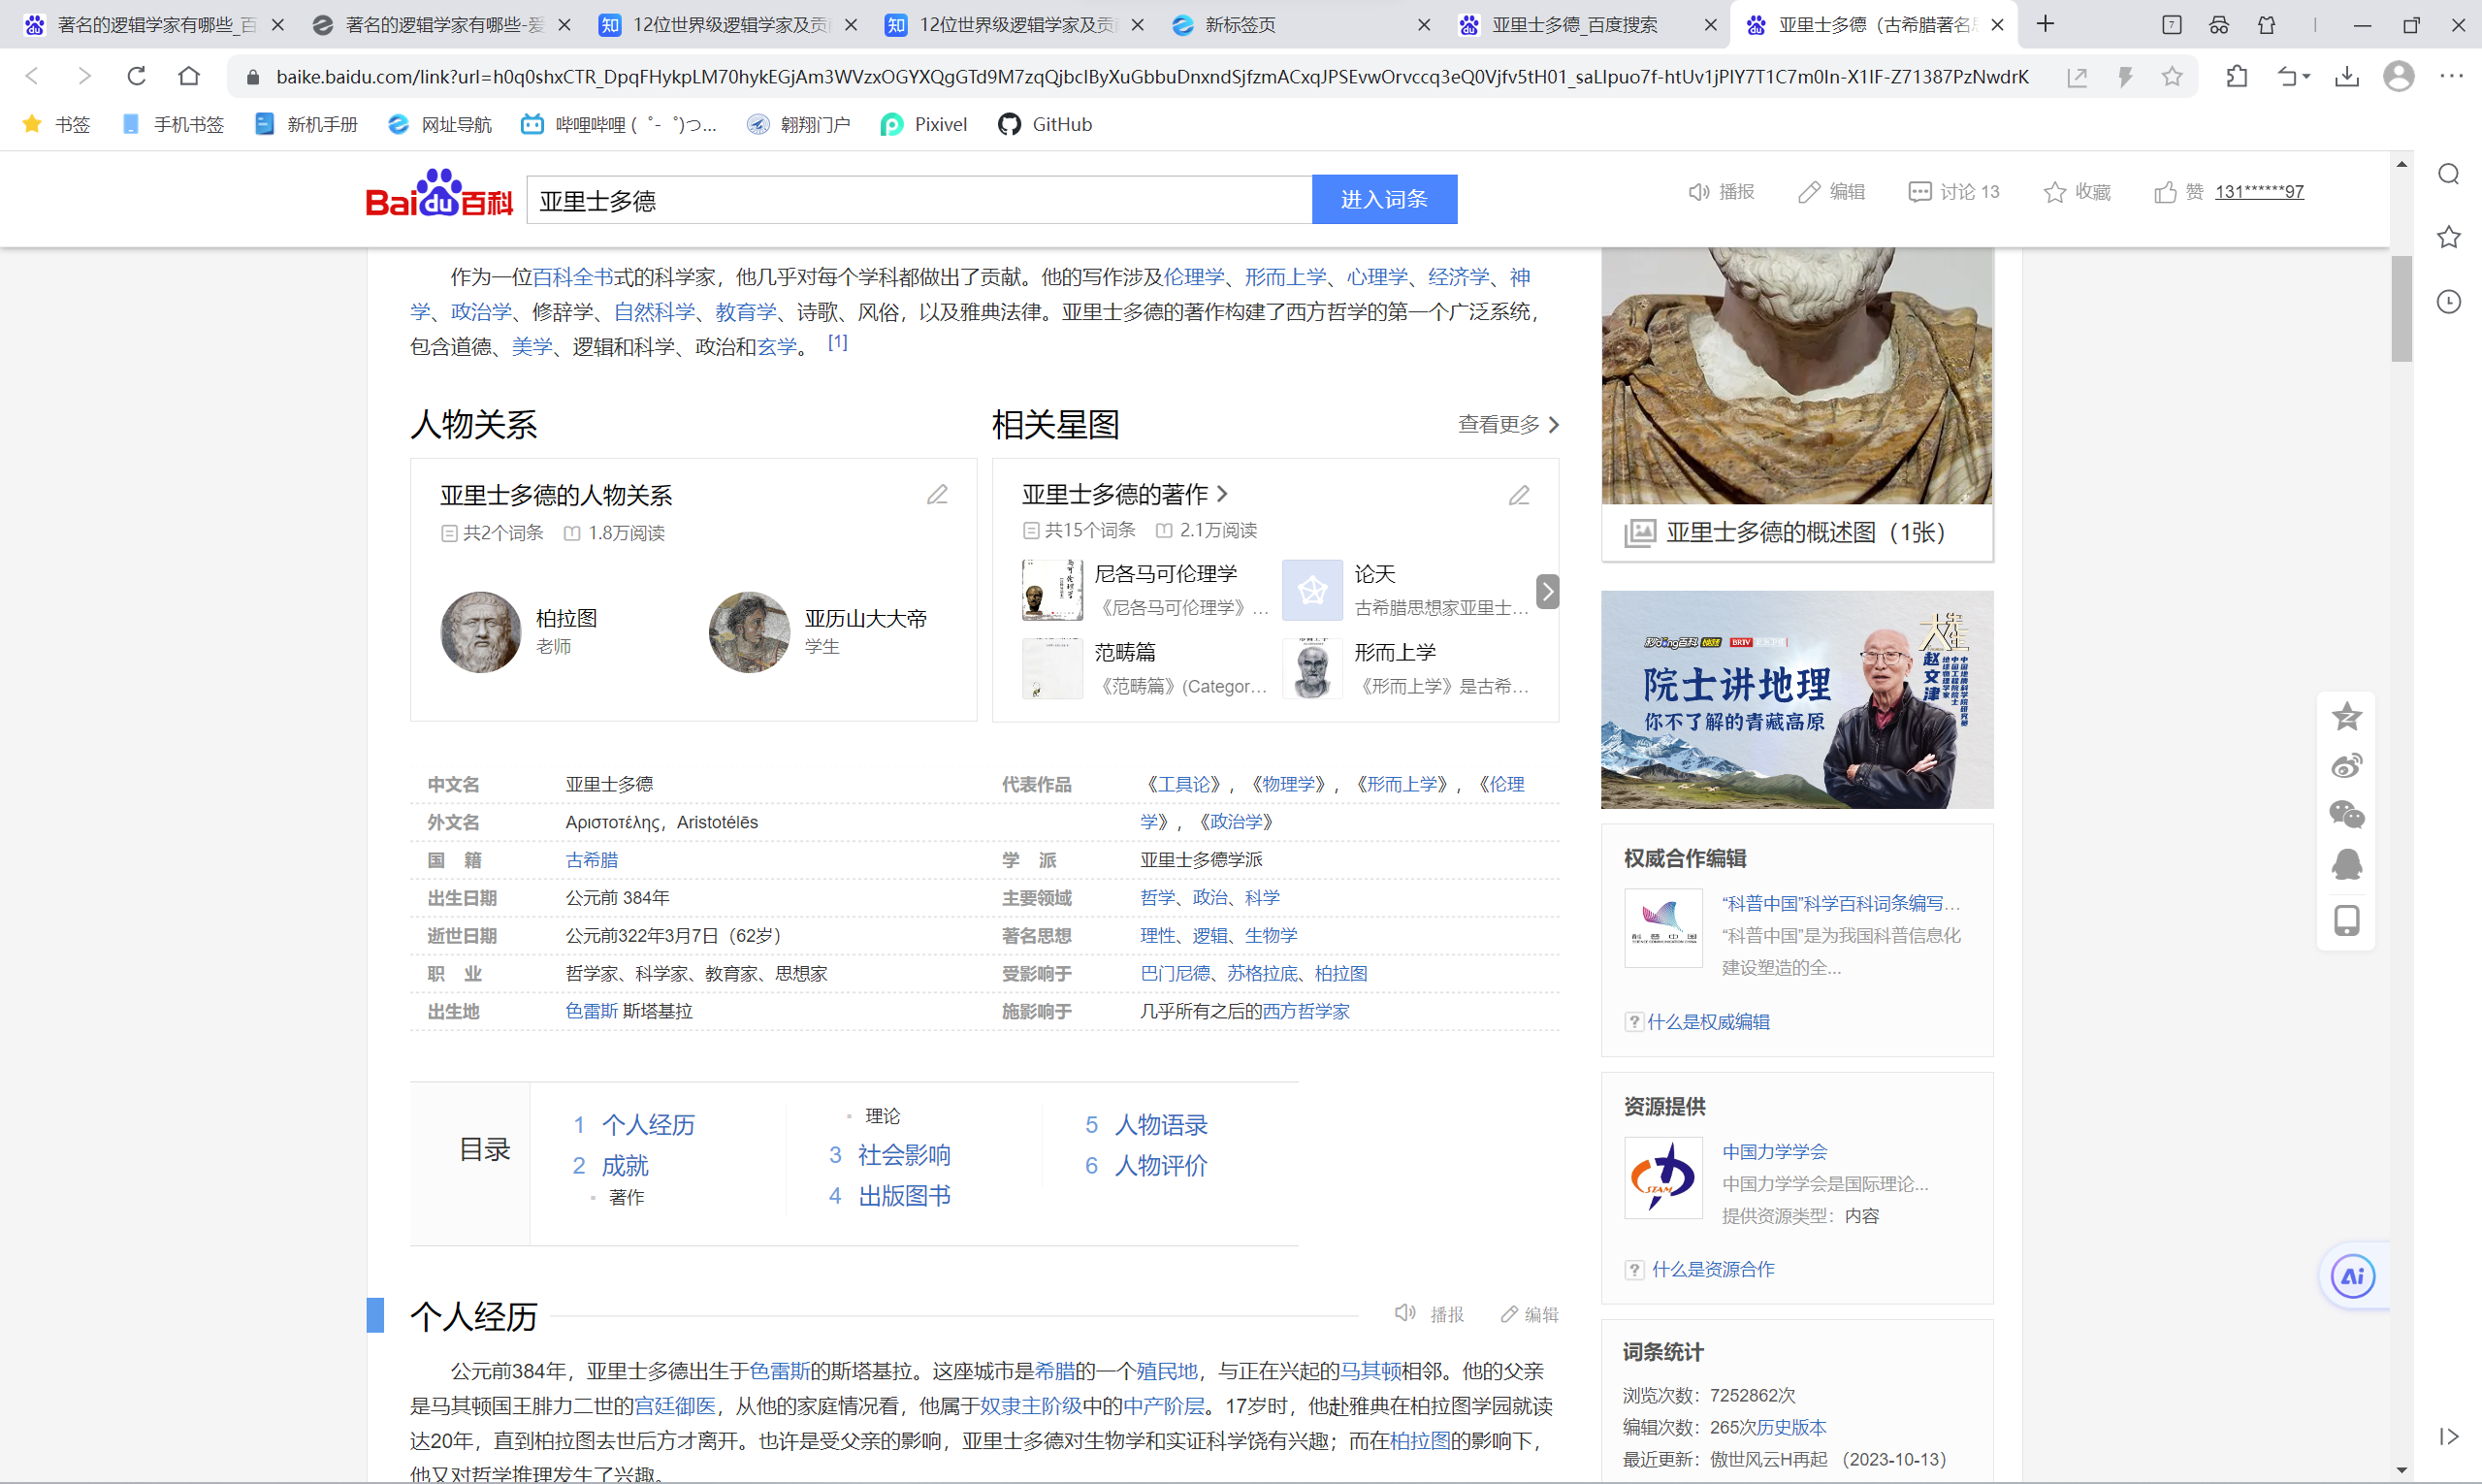 著名的逻辑学家有哪些_百
著名的逻辑学家有哪些-爱
12位世界级逻辑学家及贡
12位世界级逻辑学家及贡
新标签页
亚里士多德_百度搜索
亚里士多德（古希腊著名
baike.baidu.com/link?url=h0q0shxCTR_DpqFHykpLM70hykEGjAm3WVzxOGYXQgGTd9M7zqQjbcIByXuGbbuDnxndSjfzmACxqJPSEvwOrvccq3eQ0Vjfv5tH01_saLIpuo7f-htUv1jPIY7T1C7m0In-X1IF-Z71387PzNwdrK
书签
手机书签
新机手册
网址导航
哔哩哔哩 ( ゜- ゜)つ...
翱翔门户
Pixivel
GitHub
Bai du 百科
亚里士多德
进入词条
播报
编辑
讨论 13
收藏
赞
131******97
作为一位百科全书式的科学家，他几乎对每个学科都做出了贡献。他的写作涉及伦理学、形而上学、心理学、经济学、神
学、政治学、修辞学、自然科学、教育学、诗歌、风俗，以及雅典法律。亚里士多德的著作构建了西方哲学的第一个广泛系统，
包含道德、美学、逻辑和科学、政治和玄学。 [1]
人物关系
亚里士多德的人物关系
共2个词条 1.8万阅读
柏拉图
老师
亚历山大大帝
学生
相关星图
查看更多
亚里士多德的著作
共15个词条 2.1万阅读
尼各马可伦理学
《尼各马可伦理学》...
论天
古希腊思想家亚里士...
范畴篇
《范畴篇》(Categor...
形而上学
《形而上学》是古希...
中文名 亚里士多德
外文名 Αριστοτέλης，Aristotélēs
国 籍 古希腊
出生日期 公元前 384年
逝世日期 公元前322年3月7日（62岁）
职 业 哲学家、科学家、教育家、思想家
出生地 色雷斯 斯塔基拉
代表作品 《工具论》，《物理学》，《形而上学》，《伦理
学》，《政治学》
学 派 亚里士多德学派
主要领域 哲学、政治、科学
著名思想 理性、逻辑、生物学
受影响于 巴门尼德、苏格拉底、柏拉图
施影响于 几乎所有之后的西方哲学家
目录
1 个人经历
2 成就
著作
理论
3 社会影响
4 出版图书
5 人物语录
6 人物评价
个人经历
播报
编辑
公元前384年，亚里士多德出生于色雷斯的斯塔基拉。这座城市是希腊的一个殖民地，与正在兴起的马其顿相邻。他的父亲
是马其顿国王腓力二世的宫廷御医，从他的家庭情况看，他属于奴隶主阶级中的中产阶层。17岁时，他赴雅典在柏拉图学园就读
达20年，直到柏拉图去世后方才离开。也许是受父亲的影响，亚里士多德对生物学和实证科学饶有兴趣；而在柏拉图的影响下，
他又对哲学推理发生了兴趣。
亚里士多德的概述图（1张）
院士讲地理
你不了解的青藏高原
赵文津
权威合作编辑
“科普中国”科学百科词条编写...
“科普中国”是为我国科普信息化
建设塑造的全...
什么是权威编辑
资源提供
中国力学学会
中国力学学会是国际理论...
提供资源类型：内容
什么是资源合作
词条统计
浏览次数：7252862次
编辑次数：265次历史版本
最近更新：傲世风云H再起 （2023-10-13）
Ai